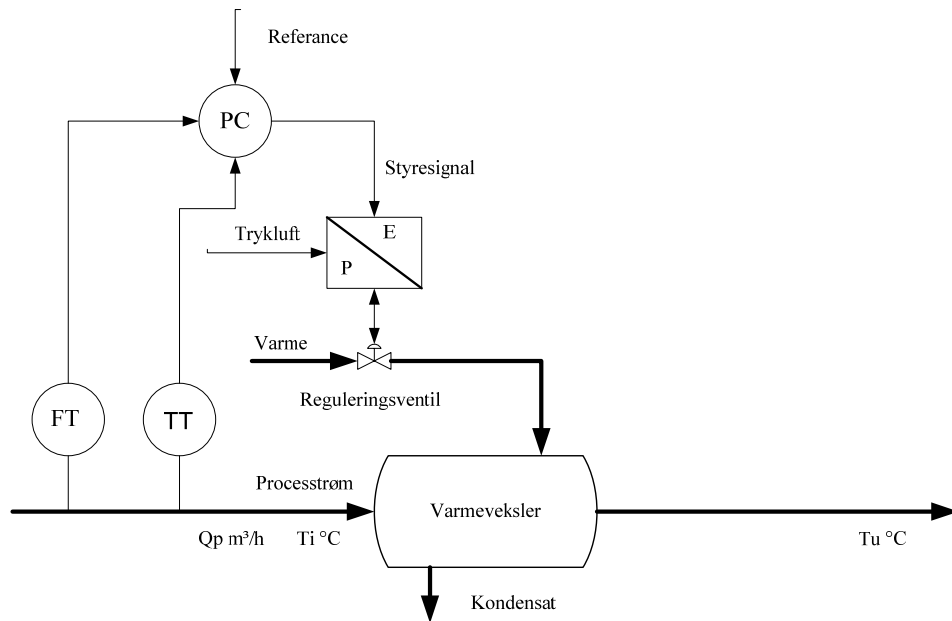 Referance
PC
Styresignal
E
Trykluft
P
Varme
Reguleringsventil
FT
TT
Processtrøm
Varmeveksler
Qp m³/h
Ti °C
Tu °C
Kondensat